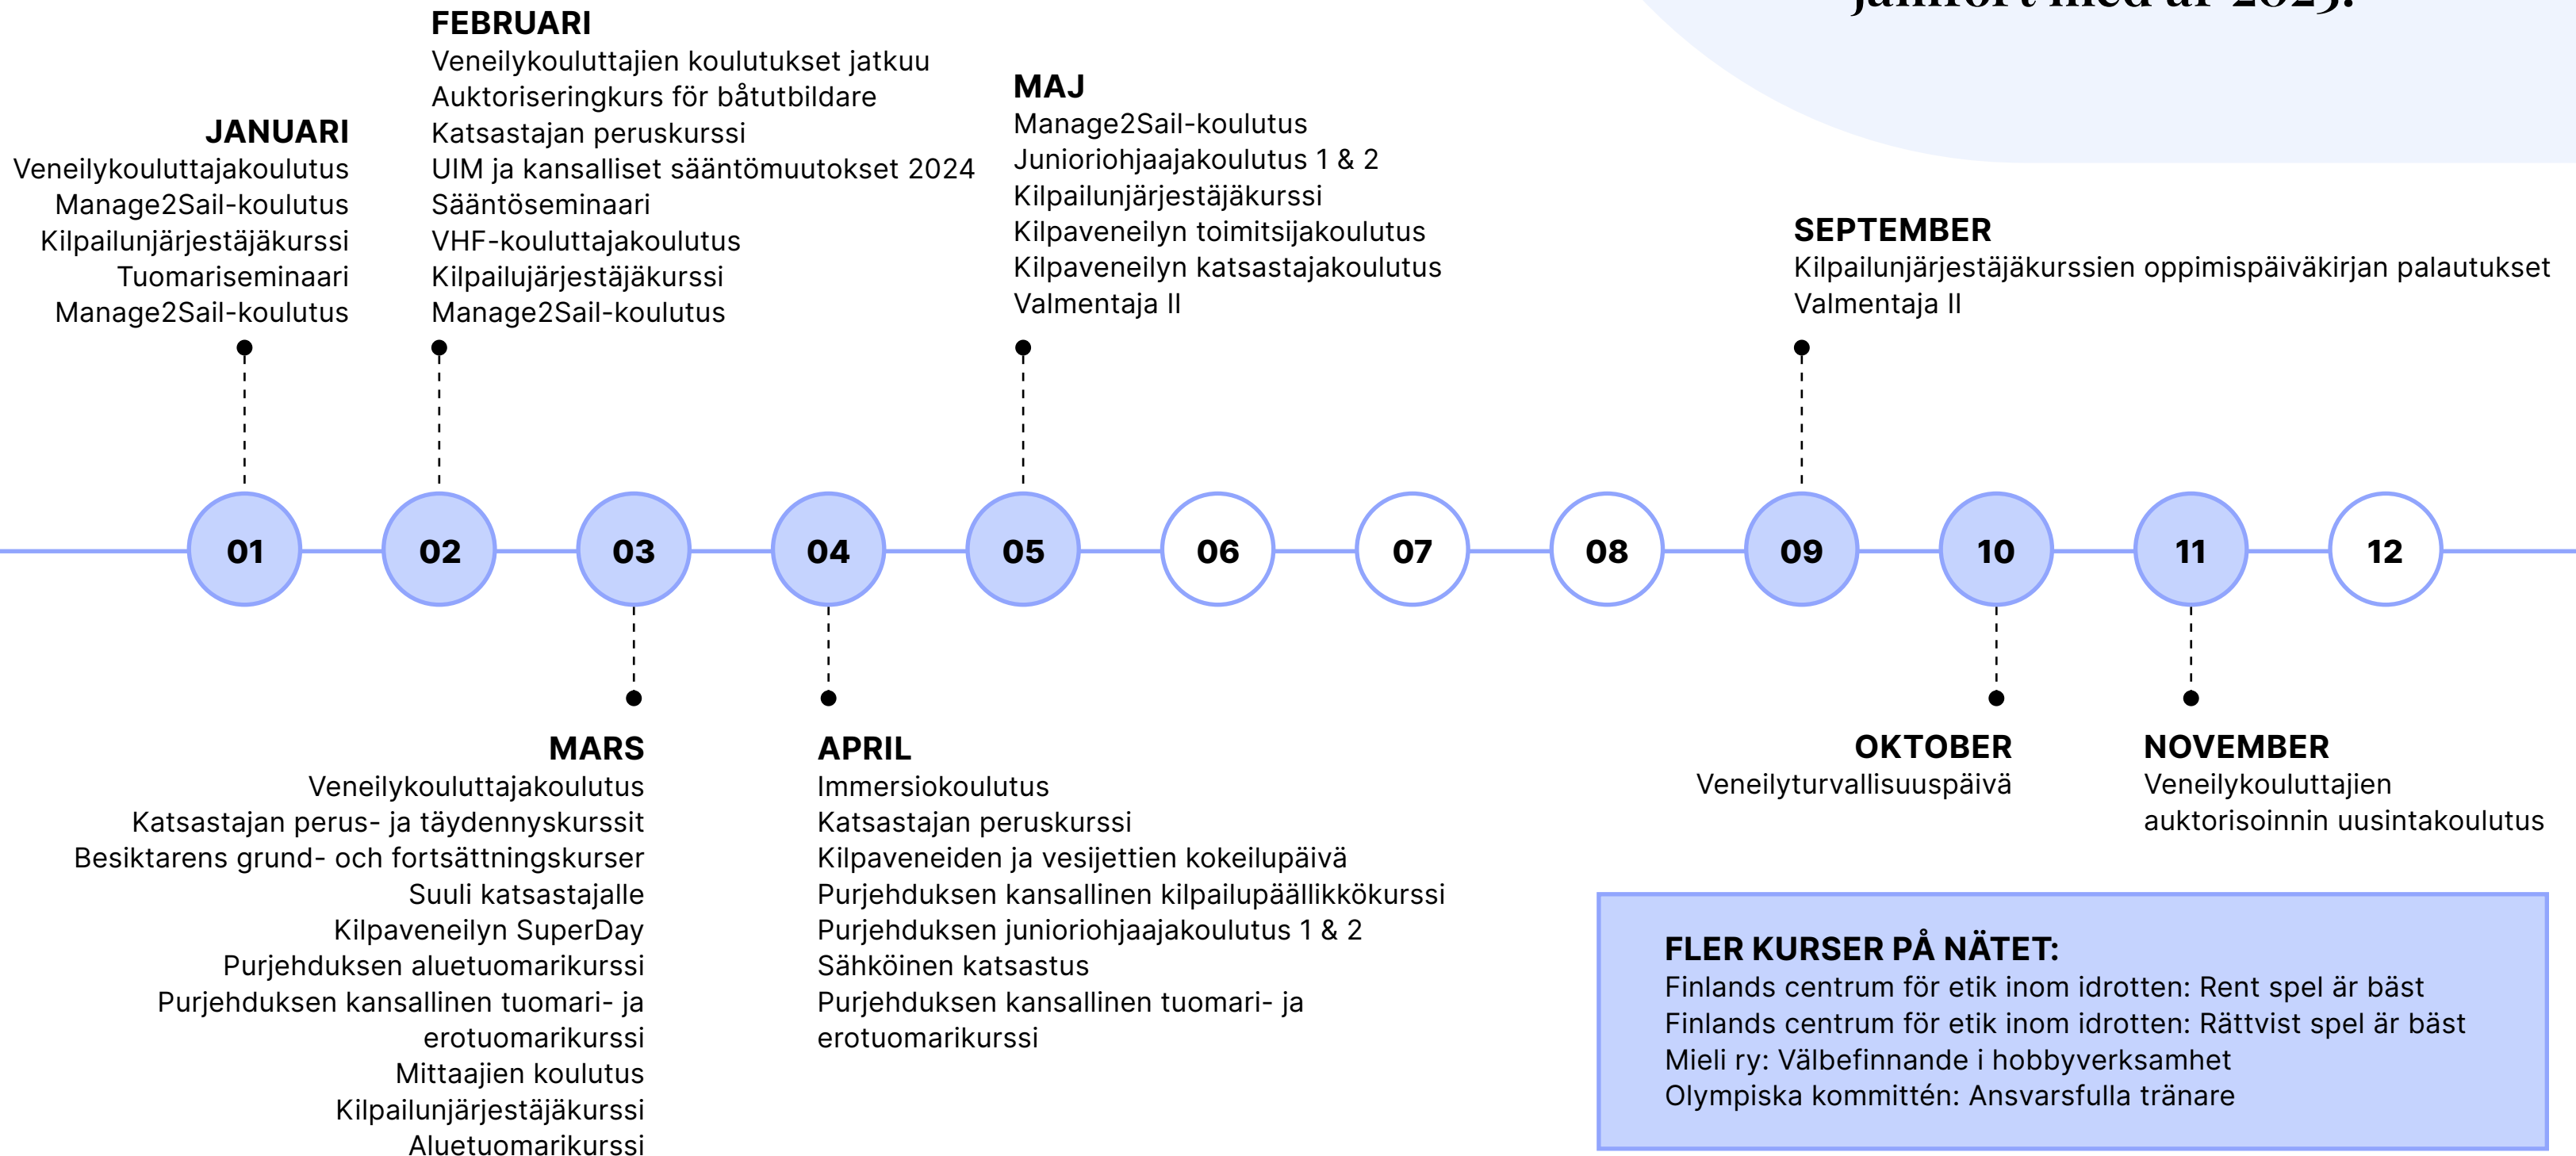 jämfört med år 2023.
FEBRUARI
Veneilykouluttajien koulutukset jatkuu
Auktoriseringkurs för båtutbildare
Katsastajan peruskurssi
UIM ja kansalliset sääntömuutokset 2024
Sääntöseminaari
VHF-kouluttajakoulutus
Kilpailujärjestäjäkurssi
Manage2Sail-koulutus
JANUARI
Veneilykouluttajakoulutus
Manage2Sail-koulutus
Kilpailunjärjestäjäkurssi
Tuomariseminaari
Manage2Sail-koulutus
MAJ
Manage2Sail-koulutus
Junioriohjaajakoulutus 1 & 2
Kilpailunjärjestäjäkurssi
Kilpaveneilyn toimitsijakoulutus
Kilpaveneilyn katsastajakoulutus
Valmentaja II
SEPTEMBER
Kilpailunjärjestäjäkurssien oppimispäiväkirjan palautukset
Valmentaja II
01 02 03 04 05 06 07 08 09 10 11 12
MARS
Veneilykouluttajakoulutus
Katsastajan perus- ja täydennyskurssit
Besiktarens grund- och fortsättningskurser
Suuli katsastajalle
Kilpaveneilyn SuperDay
Purjehduksen aluetuomarikurssi
Purjehduksen kansallinen tuomari- ja
erotuomarikurssi
Mittaajien koulutus
Kilpailunjärjestäjäkurssi
Aluetuomarikurssi
APRIL
Immersiokoulutus
Katsastajan peruskurssi
Kilpaveneiden ja vesijettien kokeilupäivä
Purjehduksen kansallinen kilpailupäällikkökurssi
Purjehduksen junioriohjaajakoulutus 1 & 2
Sähköinen katsastus
Purjehduksen kansallinen tuomari- ja
erotuomarikurssi
OKTOBER
Veneilyturvallisuuspäivä
NOVEMBER
Veneilykouluttajien
auktorisoinnin uusintakoulutus
FLER KURSER PÅ NÄTET:
Finlands centrum för etik inom idrotten: Rent spel är bäst
Finlands centrum för etik inom idrotten: Rättvist spel är bäst
Mieli ry: Välbefinnande i hobbyverksamhet
Olympiska kommittén: Ansvarsfulla tränare